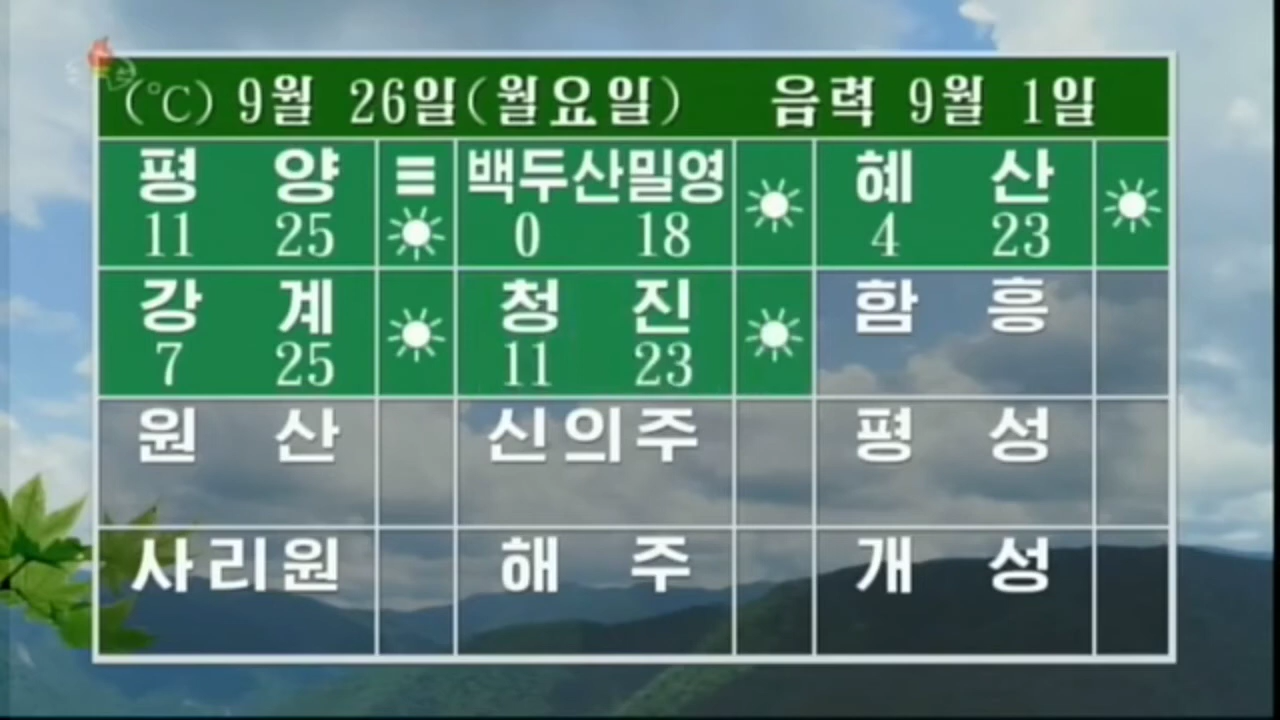 (℃) 9월 26일(월요일) 음력 9월 1일
평양 백두산밀영 혜산
11 25 0 18 4 23
강계 청진 함흥
7 25 11 23
원산 신의주 평성
사리원 해주 개성